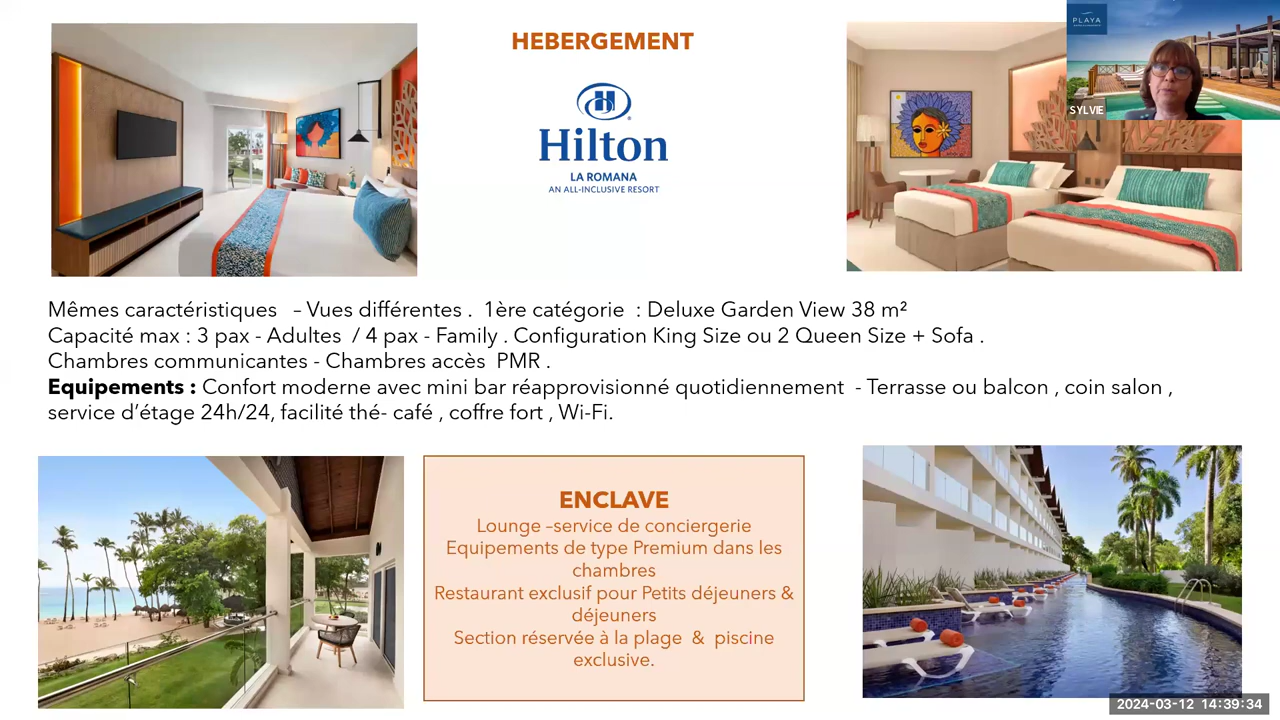 HEBERGEMENT
Hilton
LA ROMANA
AN ALL-INCLUSIVE RESORT
PLAYA
SYLVIE
Mêmes caractéristiques – Vues différentes . 1ère catégorie : Deluxe Garden View 38 m²
Capacité max : 3 pax - Adultes / 4 pax - Family . Configuration King Size ou 2 Queen Size + Sofa .
Chambres communicantes - Chambres accès PMR .
Equipements : Confort moderne avec mini bar réapprovisionné quotidiennement - Terrasse ou balcon , coin salon ,
service d’étage 24h/24, facilité thé- café , coffre fort , Wi-Fi.
ENCLAVE
Lounge –service de conciergerie
Equipements de type Premium dans les
chambres
Restaurant exclusif pour Petits déjeuners &
déjeuners
Section réservée à la plage & piscine
exclusive.
2024-03-12 14:39:34